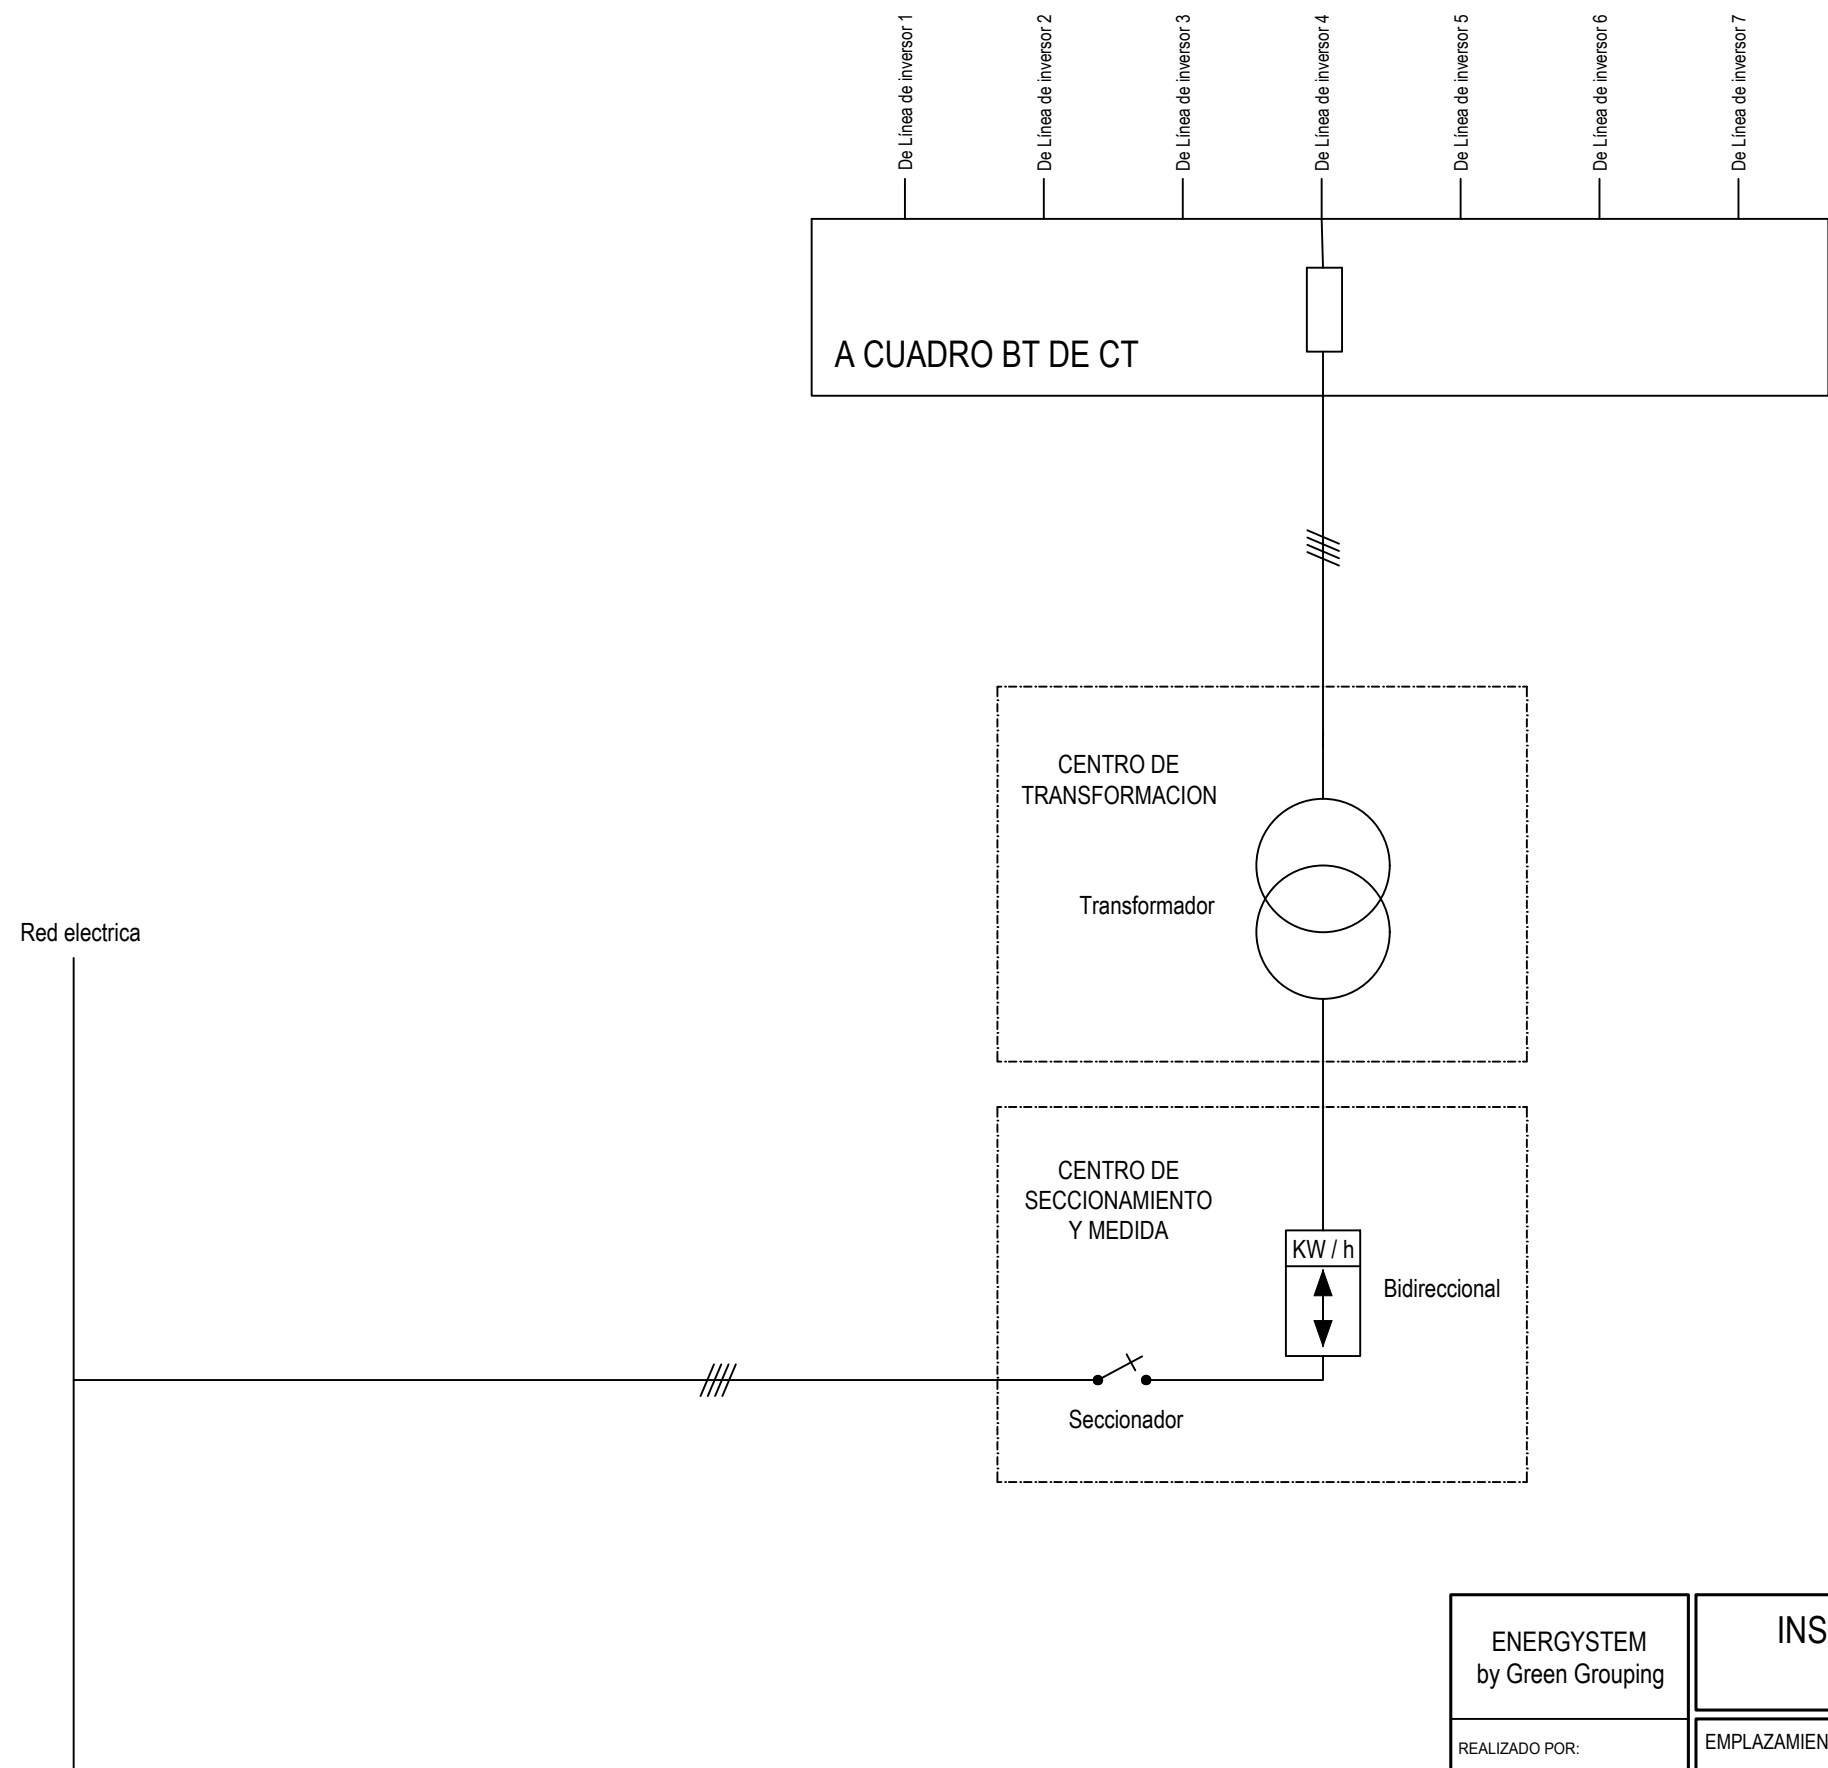 De Línea de inversor 1
De Línea de inversor 2
De Línea de inversor 3
De Línea de inversor 4
De Línea de inversor 5
De Línea de inversor 6
De Línea de inversor 7
A CUADRO BT DE CT
CENTRO DE
TRANSFORMACION
Transformador
Red electrica
CENTRO DE
SECCIONAMIENTO
Y MEDIDA
KW / h
Bidireccional
Seccionador
ENERGYSTEM
by Green Grouping
INS
REALIZADO POR:
EMPLAZAMIEN